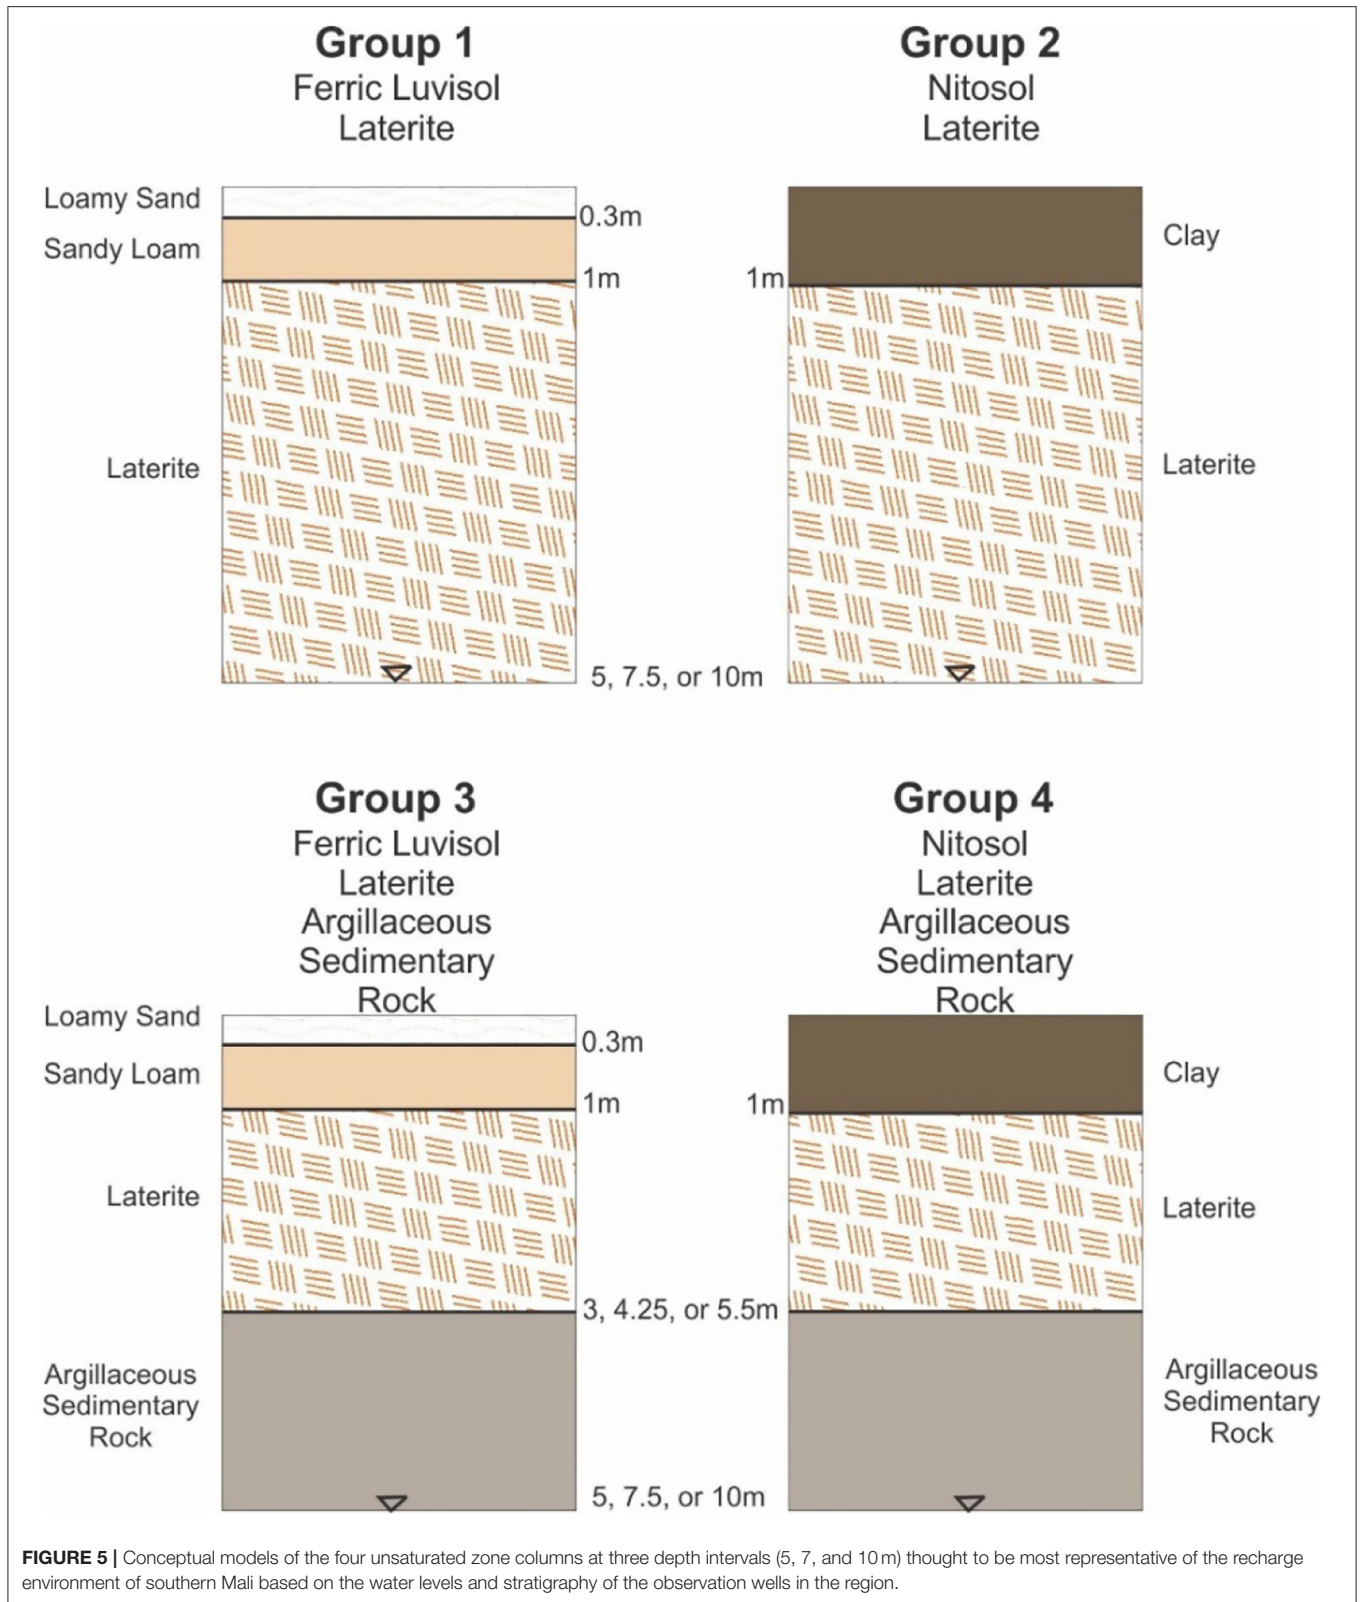 Group 1
Ferric Luvisol
Laterite
Group 2
Nitosol
Laterite
Loamy Sand
0.3m
Sandy Loam
1m
Laterite
5, 7.5, or 10m
Clay
1m
Laterite
Group 3
Ferric Luvisol
Laterite
Argillaceous
Sedimentary
Rock
Group 4
Nitosol
Laterite
Argillaceous
Sedimentary
Rock
Loamy Sand
0.3m
Sandy Loam
1m
Laterite
3, 4.25, or 5.5m
Argillaceous
Sedimentary
Rock
5, 7.5, or 10m
Clay
1m
Laterite
Argillaceous
Sedimentary
Rock
FIGURE 5 | Conceptual models of the four unsaturated zone columns at three depth intervals (5, 7, and 10 m) thought to be most representative of the recharge
environment of southern Mali based on the water levels and stratigraphy of the observation wells in the region.